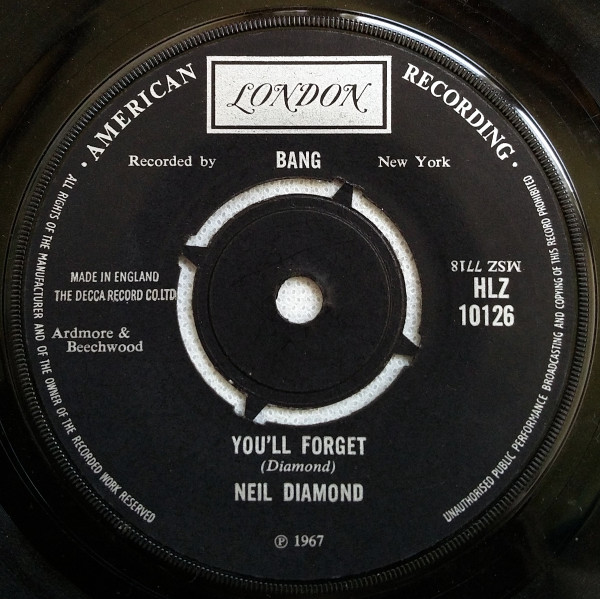 · AMERICAN RECORDING ·
LONDON
Recorded by BANG New York
MADE IN ENGLAND
THE DECCA RECORD CO. LTD
Ardmore &
Beechwood
MSZ 7718
HLZ
10126
YOU'LL FORGET
(Diamond)
NEIL DIAMOND
℗ 1967
ALL RIGHTS OF THE MANUFACTURER AND OF THE OWNER OF THE RECORDED WORK RESERVED
UNAUTHORISED PUBLIC PERFORMANCE BROADCASTING AND COPYING OF THIS RECORD PROHIBITED